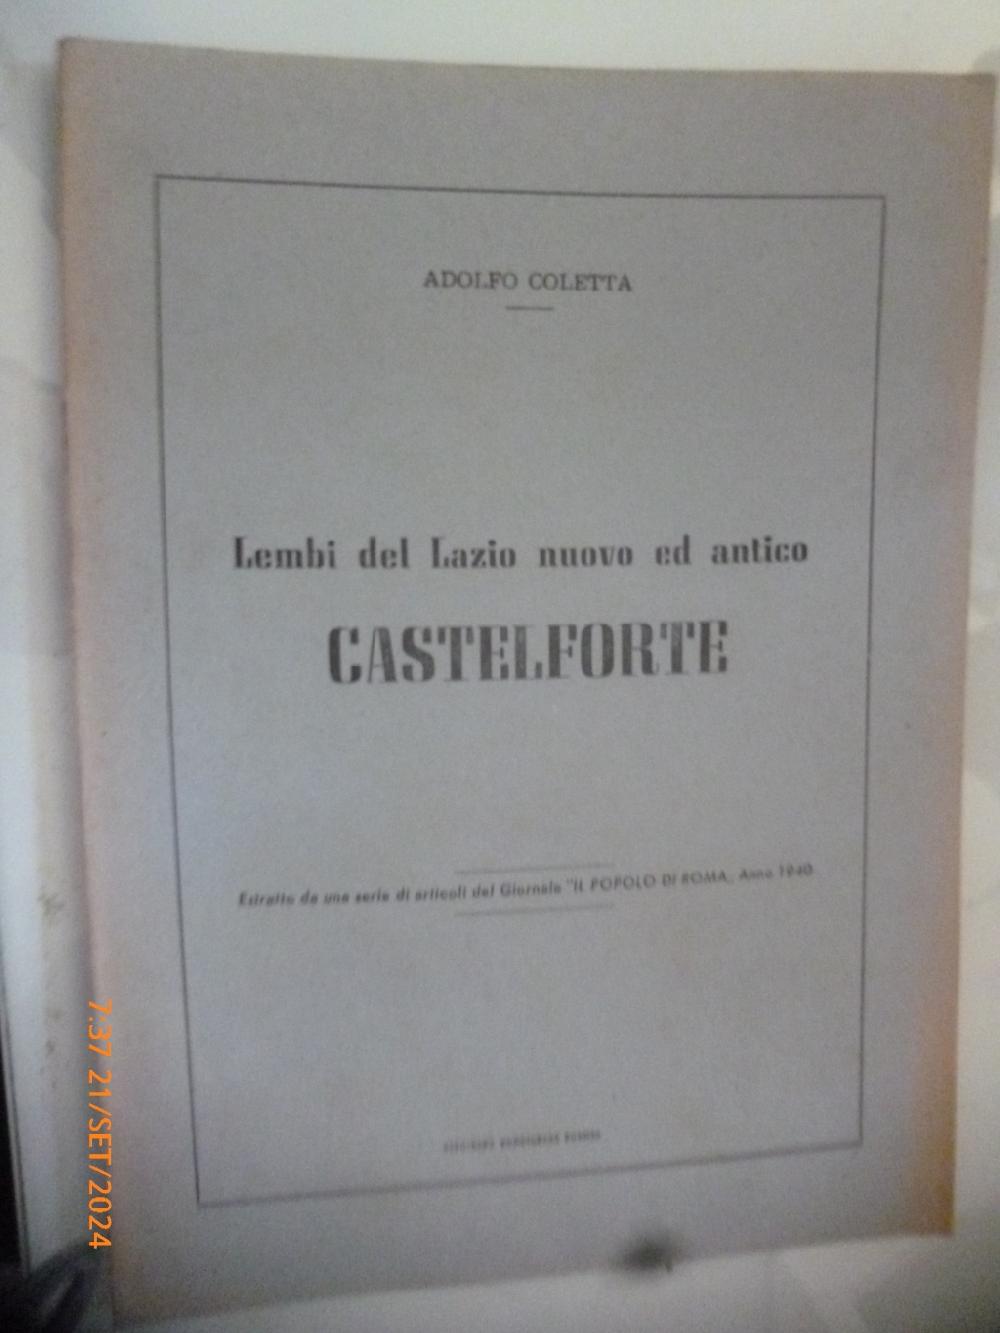 ADOLFO COLETTA
Lembi del Lazio nuovo ed antico
CASTELFORTE
Estratto da una serie di articoli del Giornale "IL POPOLO DI ROMA„ Anno 1940
7:37 21/SET/2024